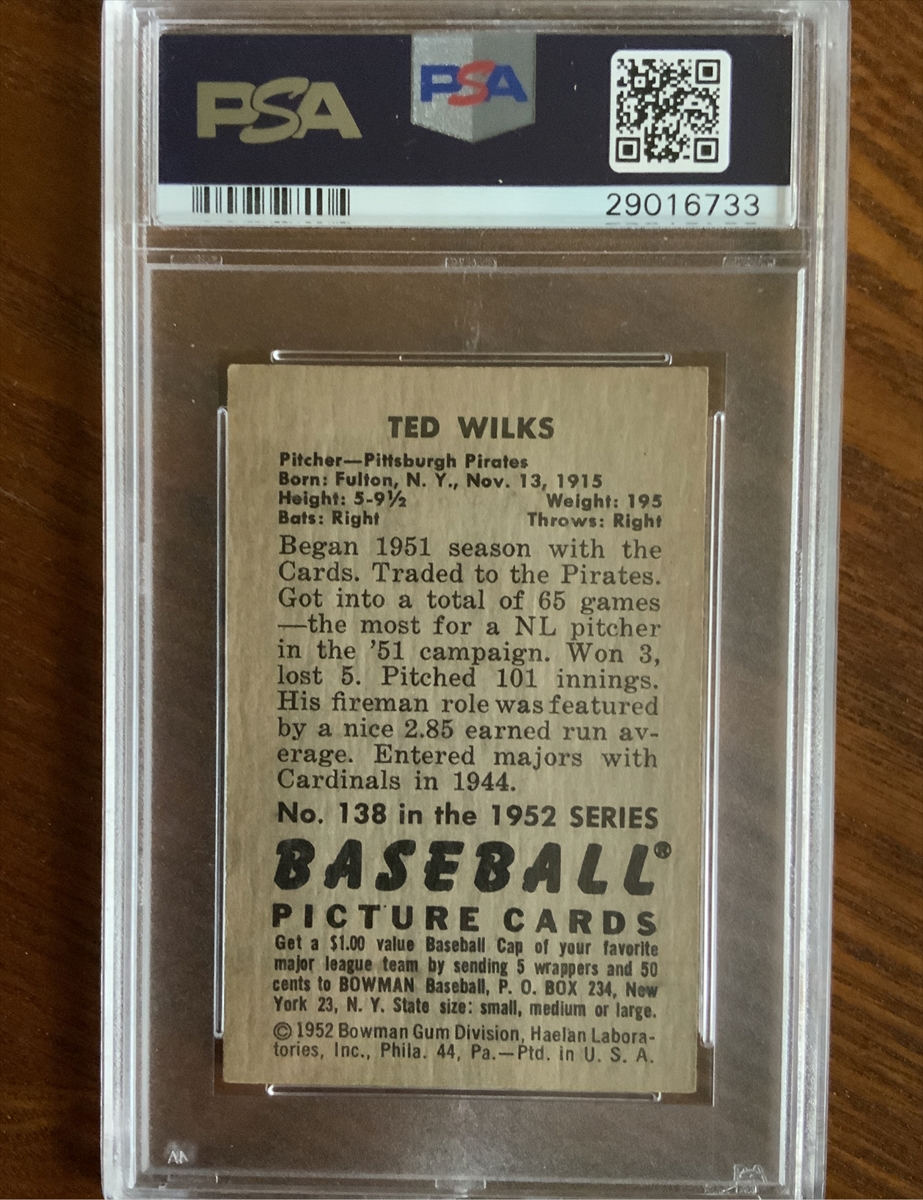 PSA PSA
29016733
TED WILKS
Pitcher—Pittsburgh Pirates
Born: Fulton, N. Y., Nov. 13, 1915
Height: 5-9½ Weight: 195
Bats: Right Throws: Right
Began 1951 season with the
Cards. Traded to the Pirates.
Got into a total of 65 games
—the most for a NL pitcher
in the '51 campaign. Won 3,
lost 5. Pitched 101 innings.
His fireman role was featured
by a nice 2.85 earned run av-
erage. Entered majors with
Cardinals in 1944.
No. 138 in the 1952 SERIES
BASEBALL®
PICTURE CARDS
Get a $1.00 value Baseball Cap of your favorite
major league team by sending 5 wrappers and 50
cents to BOWMAN Baseball, P. O. BOX 234, New
York 23, N. Y. State size: small, medium or large.
© 1952 Bowman Gum Division, Haelan Labora-
tories, Inc., Phila. 44, Pa.—Ptd. in U. S. A.